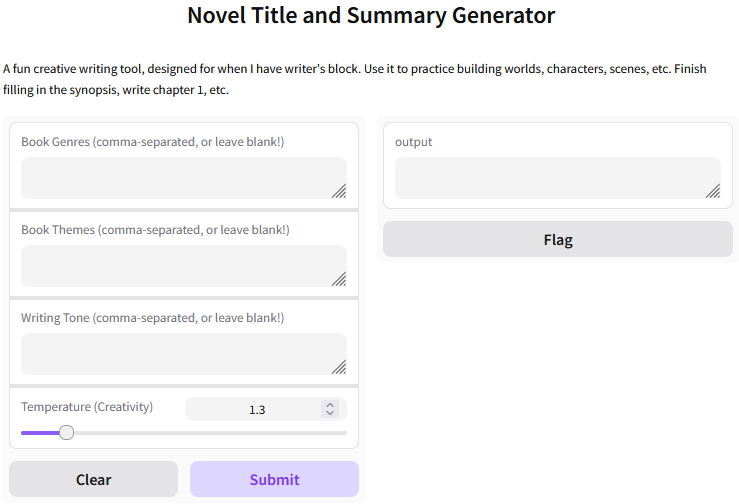 Novel Title and Summary Generator
A fun creative writing tool, designed for when I have writer's block. Use it to practice building worlds, characters, scenes, etc. Finish
filling in the synopsis, write chapter 1, etc.
Book Genres (comma-separated, or leave blank!)
Book Themes (comma-separated, or leave blank!)
Writing Tone (comma-separated, or leave blank!)
Temperature (Creativity)
1.3
Clear
Submit
output
Flag